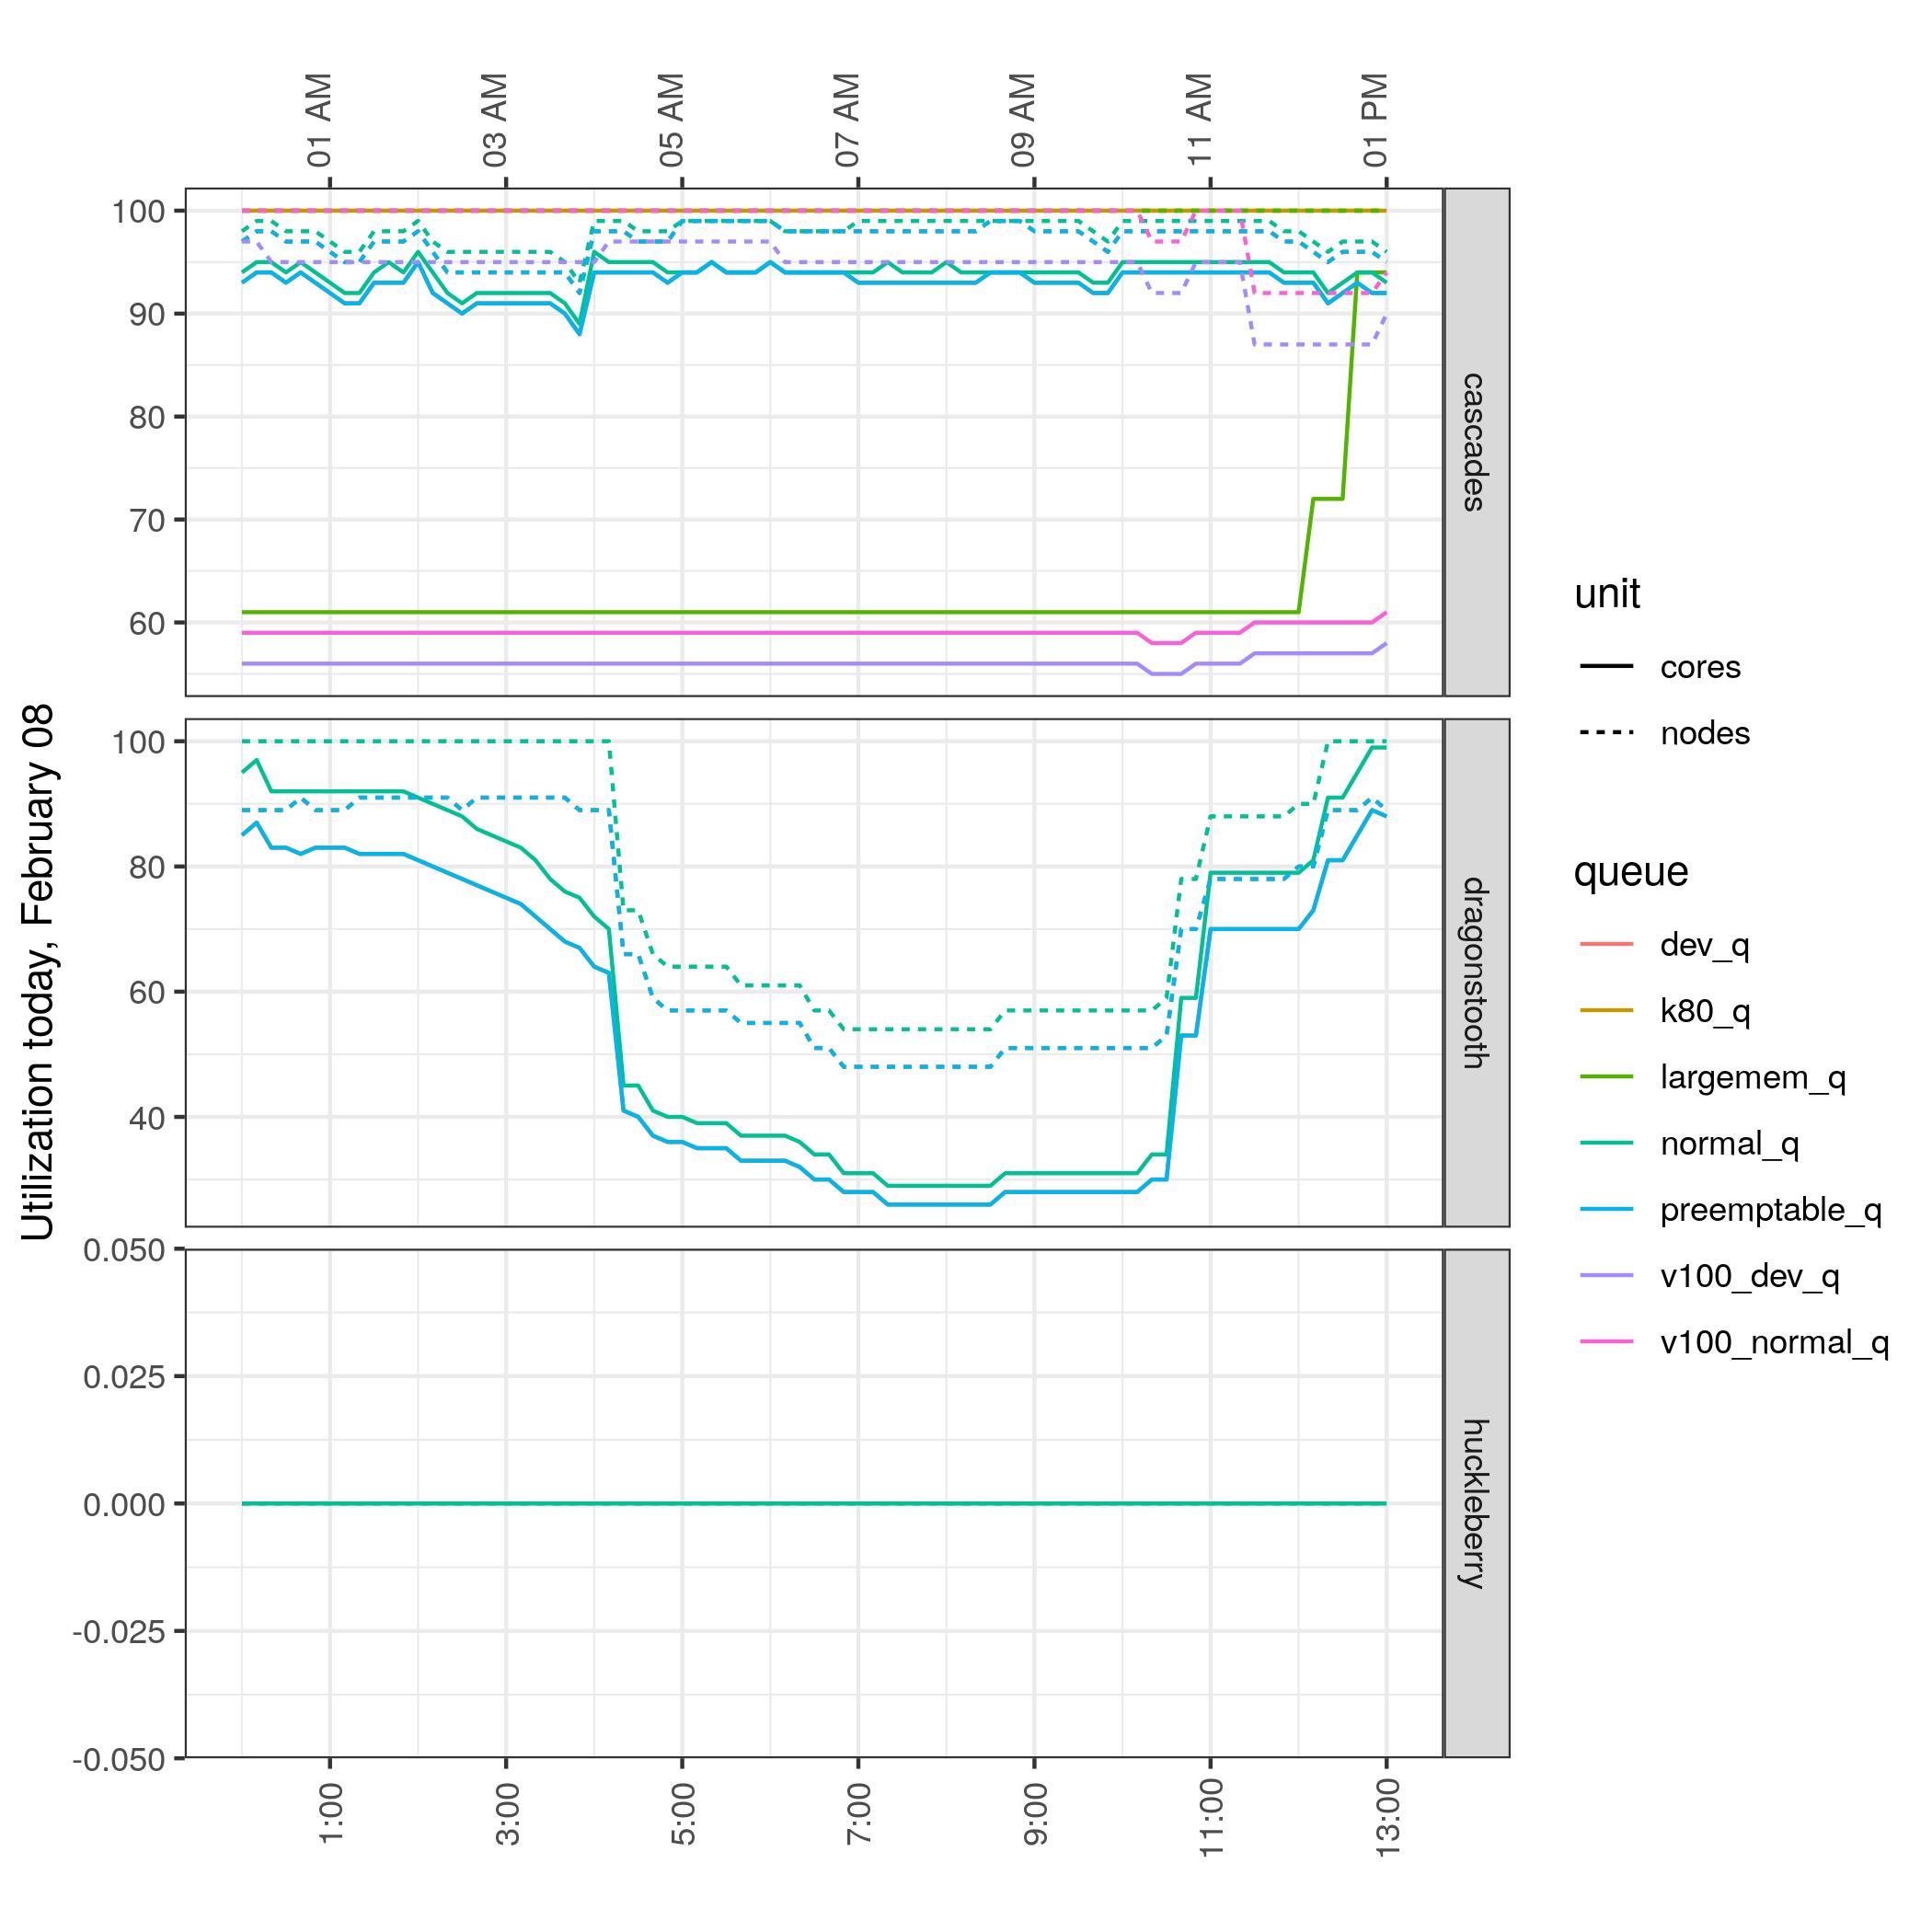 01 AM
03 AM
05 AM
07 AM
09 AM
11 AM
01 PM
Utilization today, February 08
100
90
80
70
60
cascades
100
80
60
40
dragonstooth
0.050
0.025
0.000
-0.025
-0.050
huckleberry
1:00
3:00
5:00
7:00
9:00
11:00
13:00
unit
cores
nodes
queue
dev_q
k80_q
largemem_q
normal_q
preemptable_q
v100_dev_q
v100_normal_q